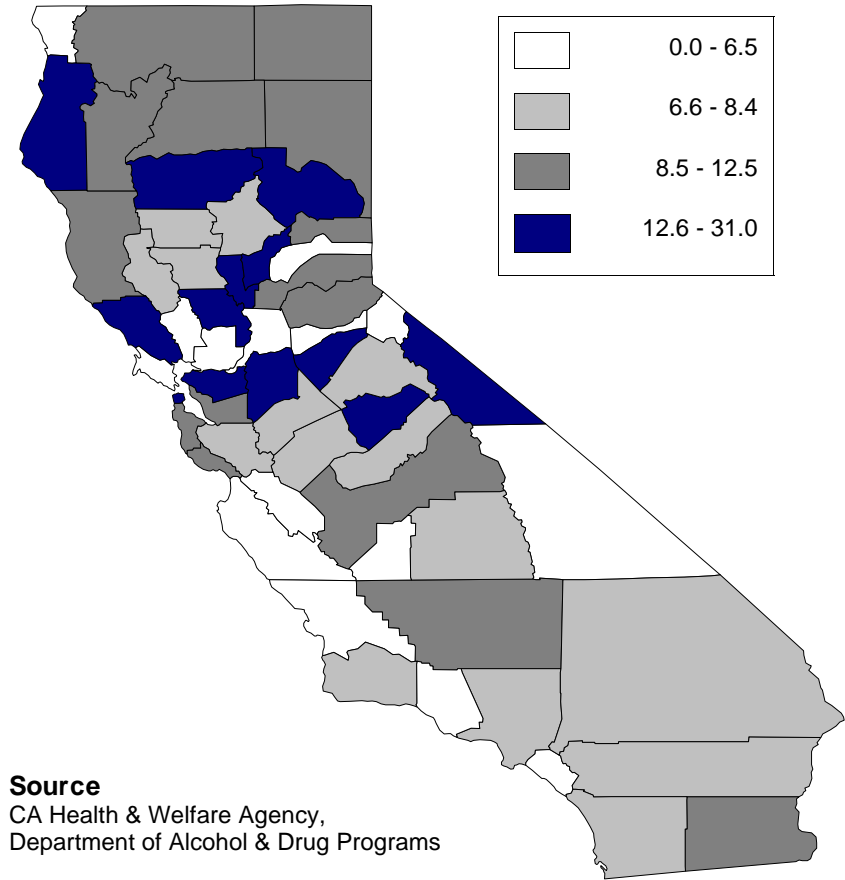 0.0 - 6.5
6.6 - 8.4
8.5 - 12.5
12.6 - 31.0
Source
CA Health & Welfare Agency,
Department of Alcohol & Drug Programs